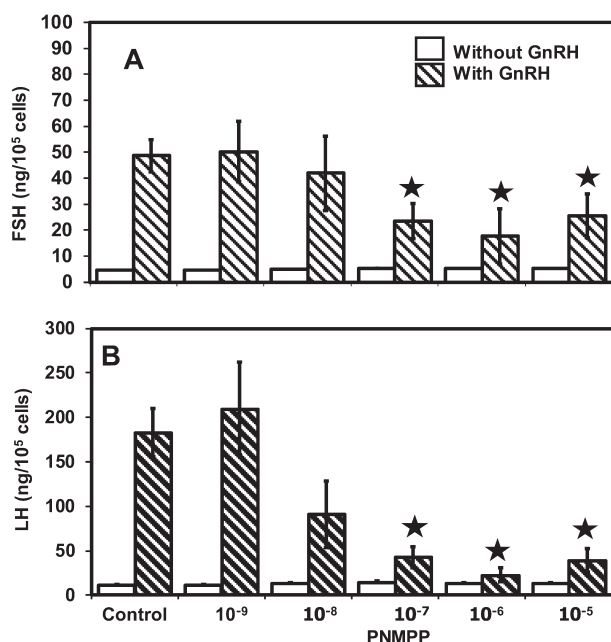 100
90
80
70
60
50
40
30
20
10
0
FSH (ng/10⁵ cells)
A
Without GnRH
With GnRH
★ ★ ★
300
250
200
150
100
50
0
LH (ng/10⁵ cells)
B
★ ★ ★
Control 10⁻⁹ 10⁻⁸ 10⁻⁷ 10⁻⁶ 10⁻⁵
PNMPP